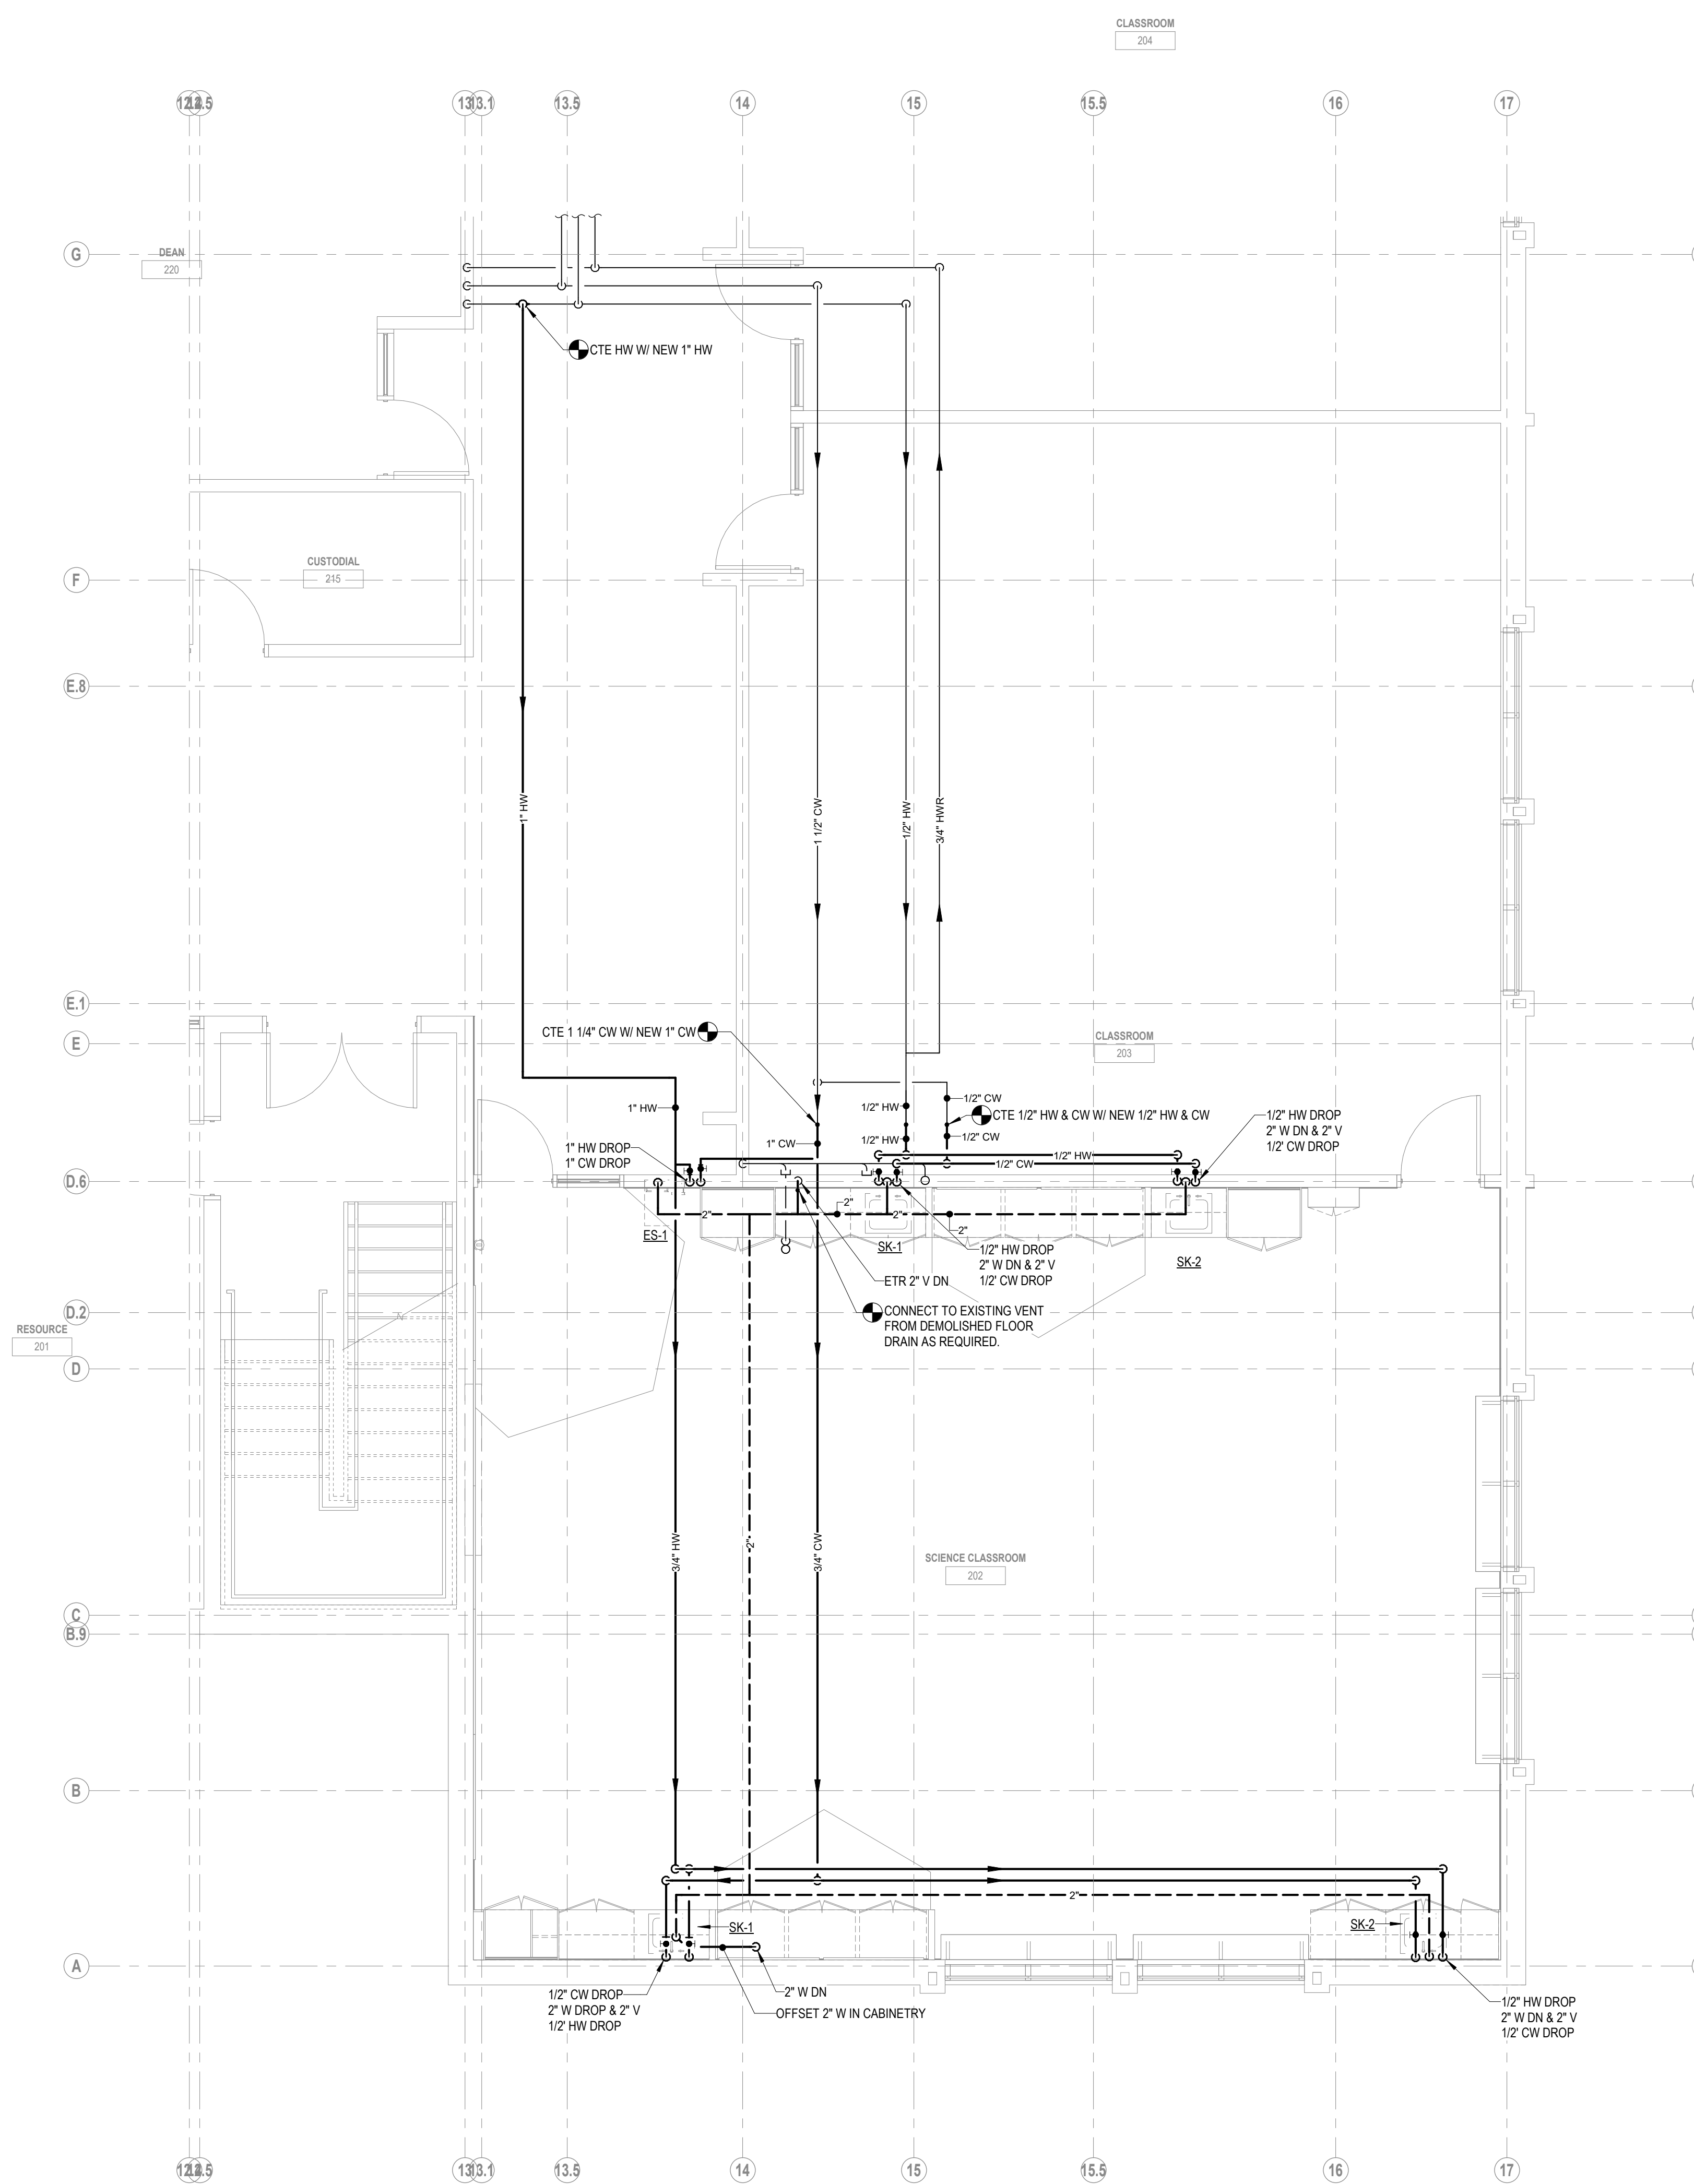 CLASSROOM
204
12.5
13
13.1
13.5
14
15
15.5
16
17
G
DEAN
220
CTE HW W/ NEW 1" HW
CUSTODIAL
215
F
E.8
1" HW
1 1/2" CW
1/2" HW
3/4" HWR
E.1
E
CTE 1 1/4" CW W/ NEW 1" CW
CLASSROOM
203
1" HW
1/2" HW
1/2" CW
CTE 1/2" HW & CW W/ NEW 1/2" HW & CW
1/2" HW DROP
2" W DN & 2" V
1/2' CW DROP
1" CW
1/2" HW
1/2" CW
1" HW DROP
1" CW DROP
1/2" HW
1/2" CW
D.6
2"
2"
2"
2"
ES-1
SK-1
1/2" HW DROP
2" W DN & 2" V
1/2' CW DROP
SK-2
ETR 2" V DN
D.2
CONNECT TO EXISTING VENT
FROM DEMOLISHED FLOOR
DRAIN AS REQUIRED.
RESOURCE
201
D
3/4" HW
2"
3/4" CW
SCIENCE CLASSROOM
202
C
B.9
B
2"
SK-1
SK-2
A
1/2" CW DROP
2" W DROP & 2" V
1/2' HW DROP
2" W DN
OFFSET 2" W IN CABINETRY
1/2" HW DROP
2" W DN & 2" V
1/2' CW DROP
12.5
13
13.1
13.5
14
15
15.5
16
17